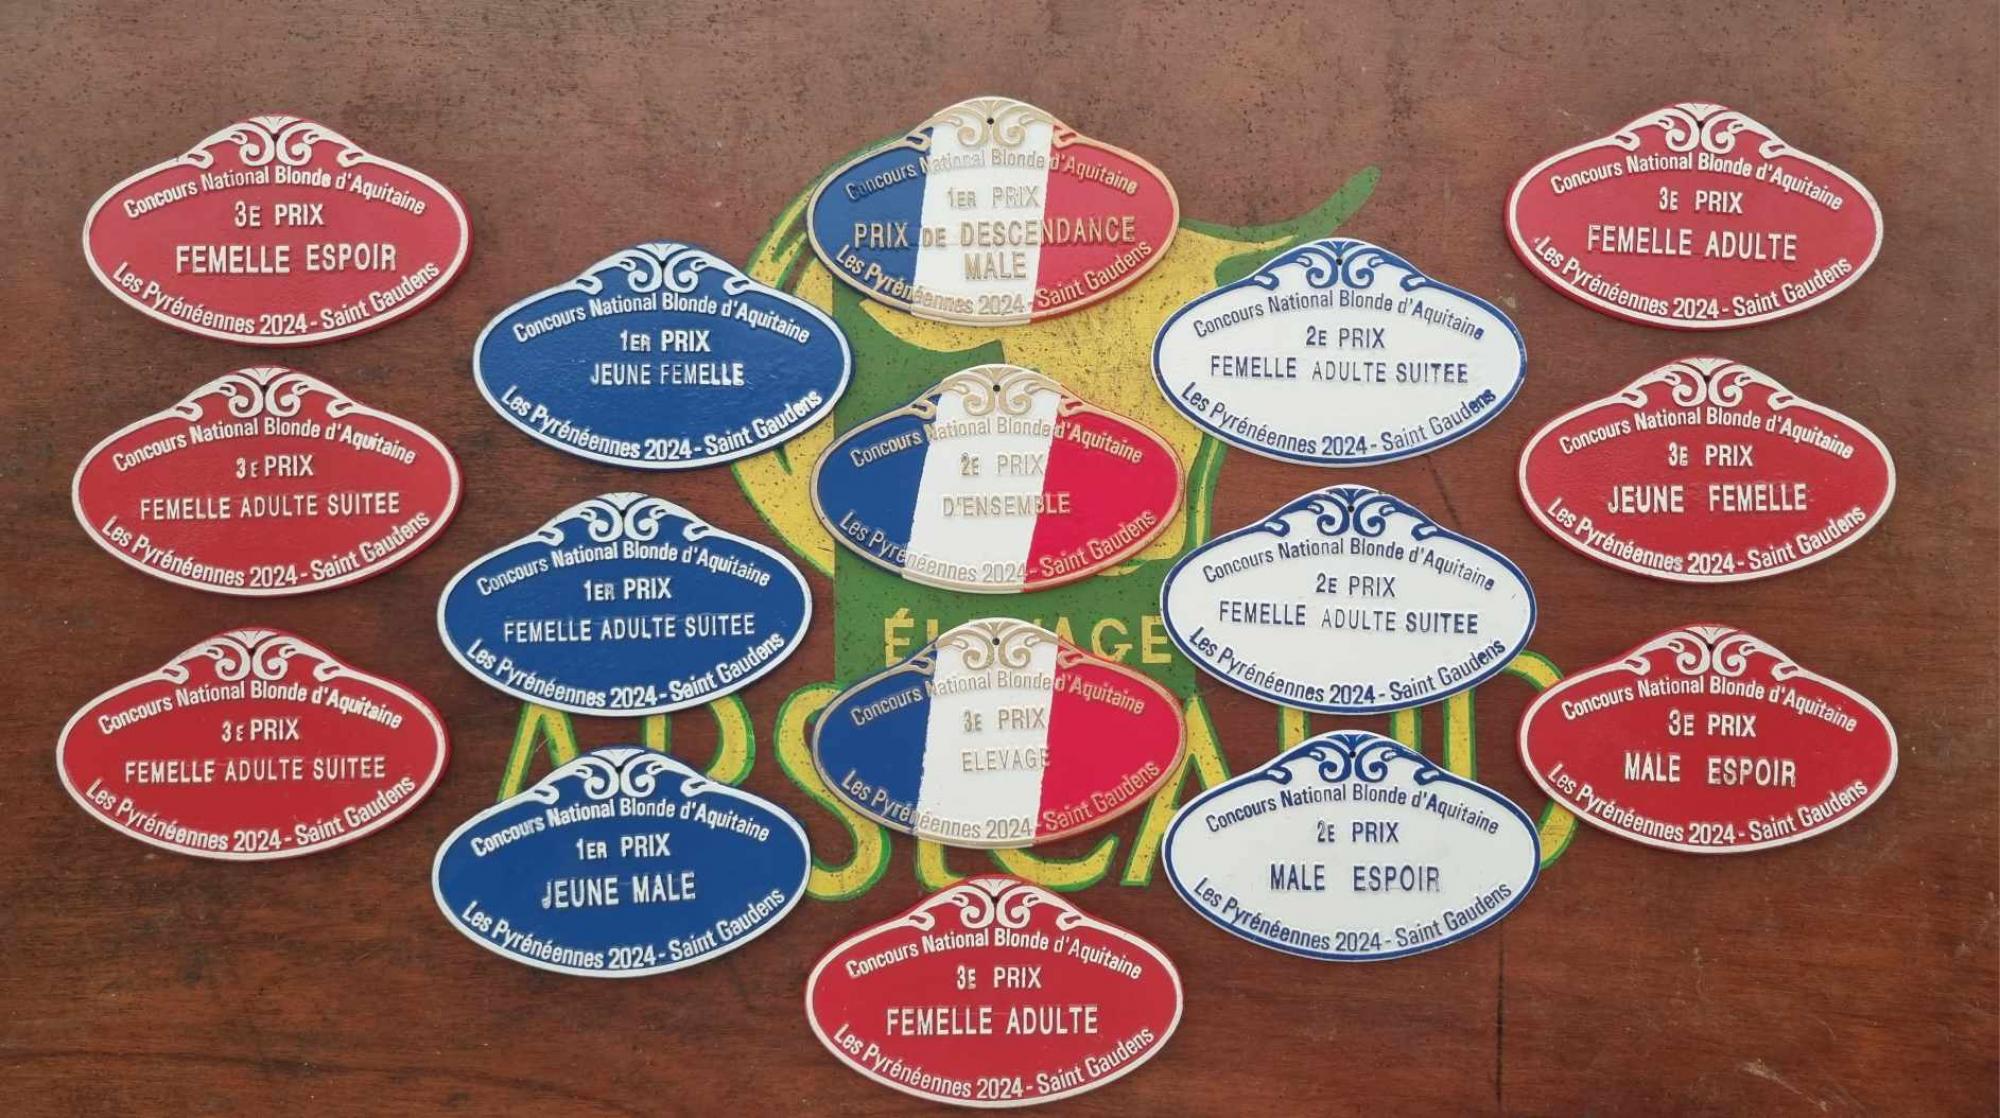 Concours National Blonde d'Aquitaine
3E PRIX
FEMELLE ESPOIR
Les Pyrénéennes 2024 - Saint Gaudens
Concours National Blonde d'Aquitaine
3E PRIX
FEMELLE ADULTE SUITEE
Les Pyrénéennes 2024 - Saint Gaudens
Concours National Blonde d'Aquitaine
3E PRIX
FEMELLE ADULTE SUITEE
Les Pyrénéennes 2024 - Saint Gaudens
Concours National Blonde d'Aquitaine
1ER PRIX
JEUNE FEMELLE
Les Pyrénéennes 2024 - Saint Gaudens
Concours National Blonde d'Aquitaine
1ER PRIX
FEMELLE ADULTE SUITEE
Les Pyrénéennes 2024 - Saint Gaudens
Concours National Blonde d'Aquitaine
1ER PRIX
JEUNE MALE
Les Pyrénéennes 2024 - Saint Gaudens
Concours National Blonde d'Aquitaine
1ER PRIX
PRIX DE DESCENDANCE
MALE
Les Pyrénéennes 2024 - Saint Gaudens
Concours National Blonde d'Aquitaine
2E PRIX
D'ENSEMBLE
Les Pyrénéennes 2024 - Saint Gaudens
ÉLEVAGE
Concours National Blonde d'Aquitaine
3E PRIX
ELEVAGE
Les Pyrénéennes 2024 - Saint Gaudens
Concours National Blonde d'Aquitaine
3E PRIX
FEMELLE ADULTE
Les Pyrénéennes 2024 - Saint Gaudens
Concours National Blonde d'Aquitaine
2E PRIX
FEMELLE ADULTE SUITEE
Les Pyrénéennes 2024 - Saint Gaudens
Concours National Blonde d'Aquitaine
2E PRIX
FEMELLE ADULTE SUITEE
Les Pyrénéennes 2024 - Saint Gaudens
Concours National Blonde d'Aquitaine
2E PRIX
MALE ESPOIR
Les Pyrénéennes 2024 - Saint Gaudens
Concours National Blonde d'Aquitaine
3E PRIX
FEMELLE ADULTE
Les Pyrénéennes 2024 - Saint Gaudens
Concours National Blonde d'Aquitaine
3E PRIX
JEUNE FEMELLE
Les Pyrénéennes 2024 - Saint Gaudens
Concours National Blonde d'Aquitaine
3E PRIX
MALE ESPOIR
Les Pyrénéennes 2024 - Saint Gaudens